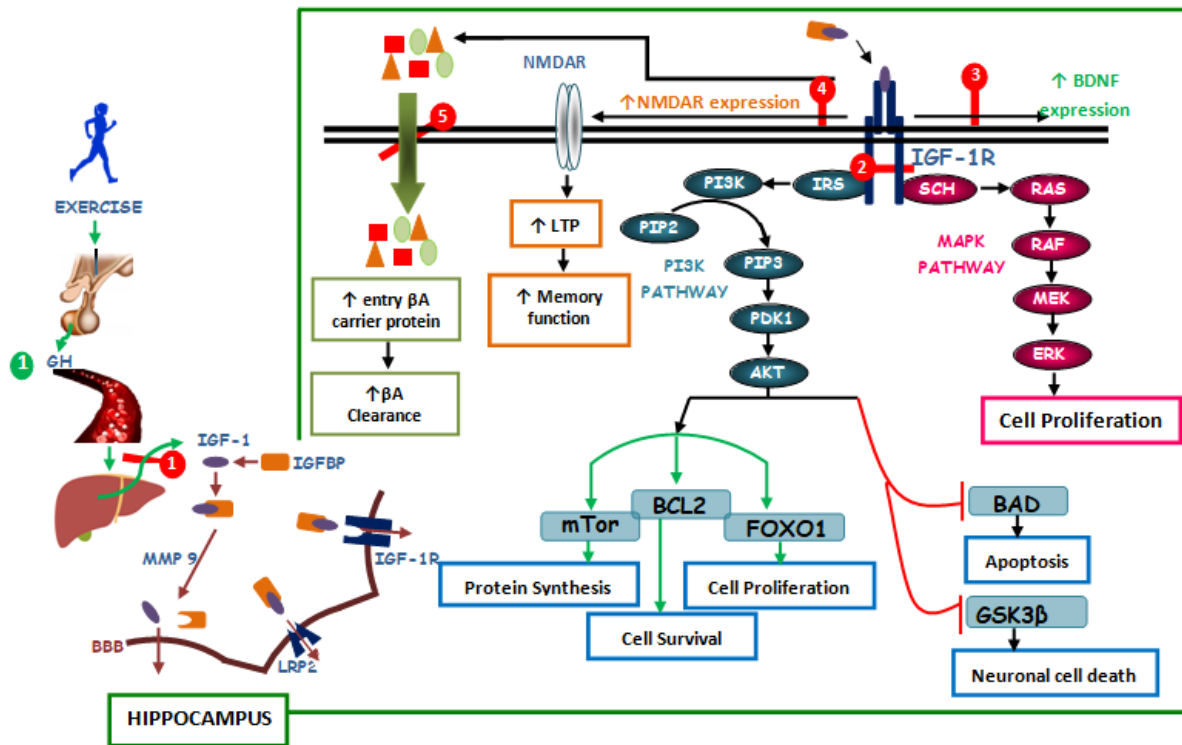 EXERCISE
GH
1
1
IGF-1
IGFBP
MMP 9
IGF-1R
BBB
LRP2
HIPPOCAMPUS
NMDAR
↑NMDAR expression
4
3
↑ BDNF
expression
5
2
IGF-1R
↑ entry βA
carrier protein
↑βA
Clearance
↑ LTP
↑ Memory
function
PI3K
IRS
PIP2
PI3K
PATHWAY
PIP3
PDK1
AKT
SCH
RAS
MAPK
PATHWAY
RAF
MEK
ERK
Cell Proliferation
mTor
BCL2
FOXO1
Protein Synthesis
Cell Proliferation
Cell Survival
BAD
Apoptosis
GSK3β
Neuronal cell death